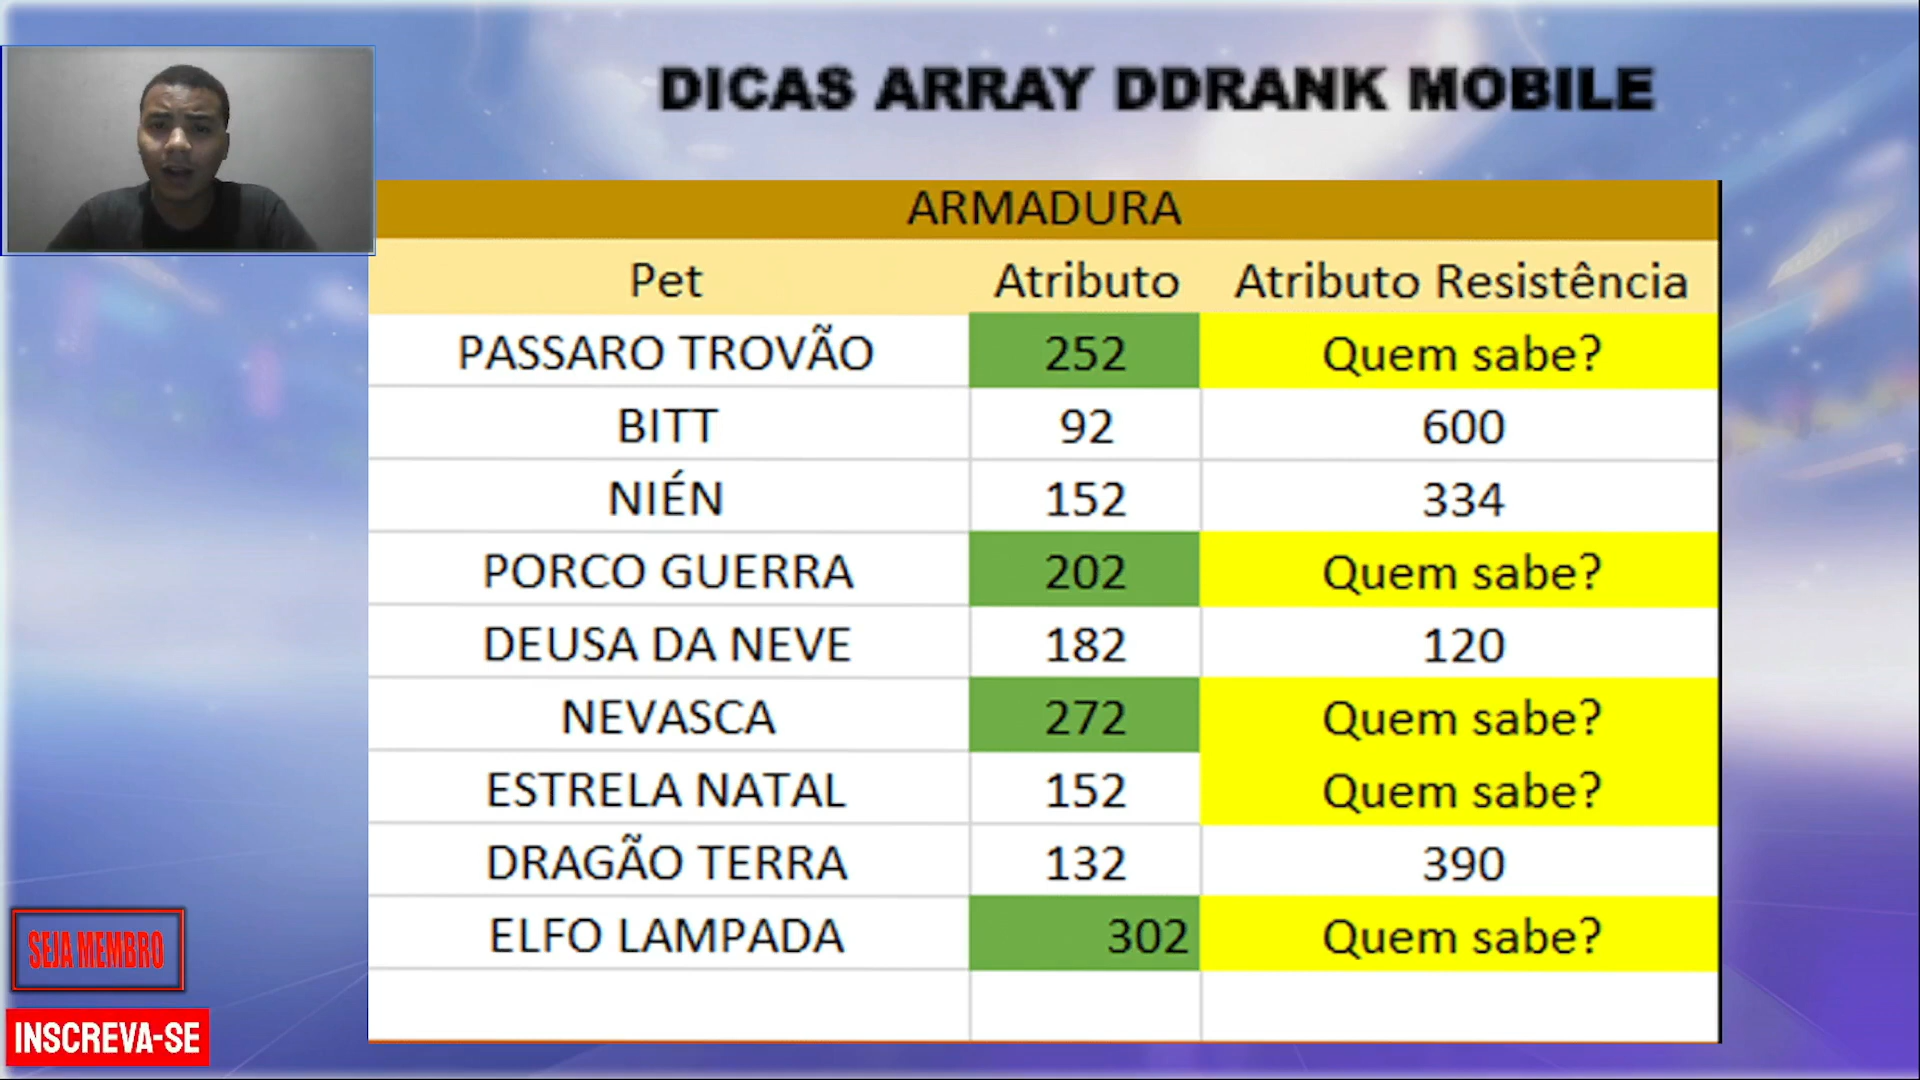 DICAS ARRAY DDRANK MOBILE
ARMADURA
Pet Atributo Atributo Resistência
PASSARO TROVÃO 252 Quem sabe?
BITT 92 600
NIÉN 152 334
PORCO GUERRA 202 Quem sabe?
DEUSA DA NEVE 182 120
NEVASCA 272 Quem sabe?
ESTRELA NATAL 152 Quem sabe?
DRAGÃO TERRA 132 390
ELFO LAMPADA 302 Quem sabe?
SEJA MEMBRO
INSCREVA-SE